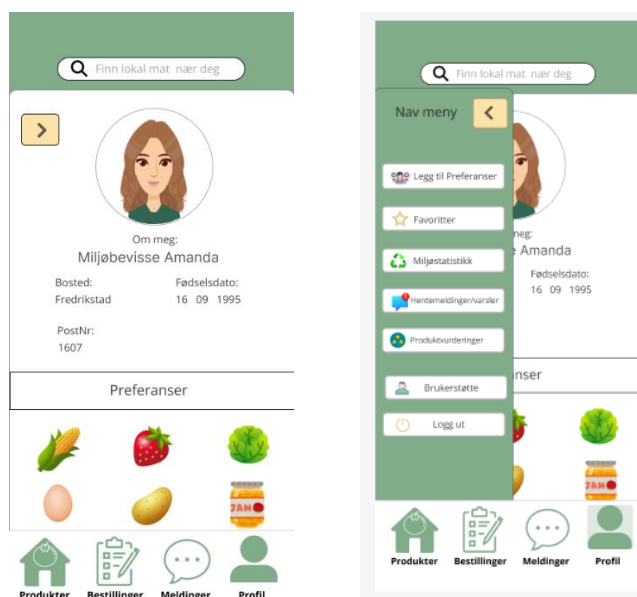 Finn lokal mat nær deg
Om meg:
Miljøbevisse Amanda
Bosted:
Fødselsdato:
Fredrikstad
16 09 1995
PostNr:
1607
Preferanser
JAM
Produkter
Bestillinger
Meldinger
Profil
Finn lokal mat nær deg
Nav meny
Legg til Preferanser
Favoritter
Miljøstatistikk
Hentemeldinger/varsler
Produktvurderinger
Brukerstøtte
Logg ut
neg:
Amanda
Fødselsdato:
16 09 1995
nser
JAM
Produkter
Bestillinger
Meldinger
Profil